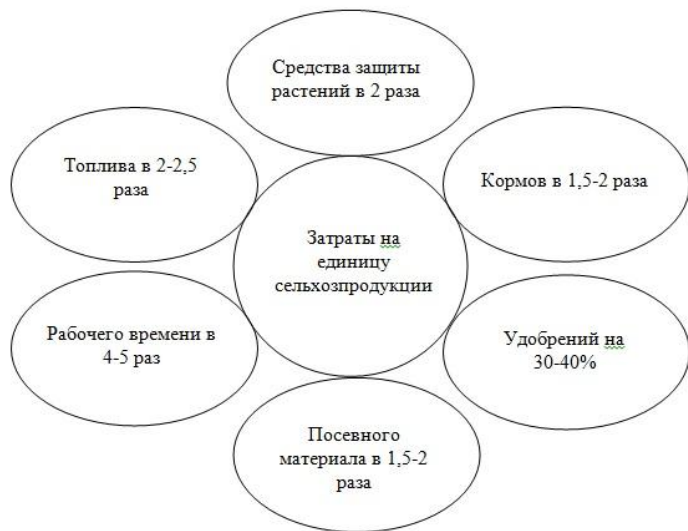 Средства защиты
растений в 2 раза
Топлива в 2-2,5
раза
Кормов в 1,5-2 раза
Затраты на
единицу
сельхозпродукции
Рабочего времени в
4-5 раз
Удобрений на
30-40%
Посевного
материала в 1,5-2
раза